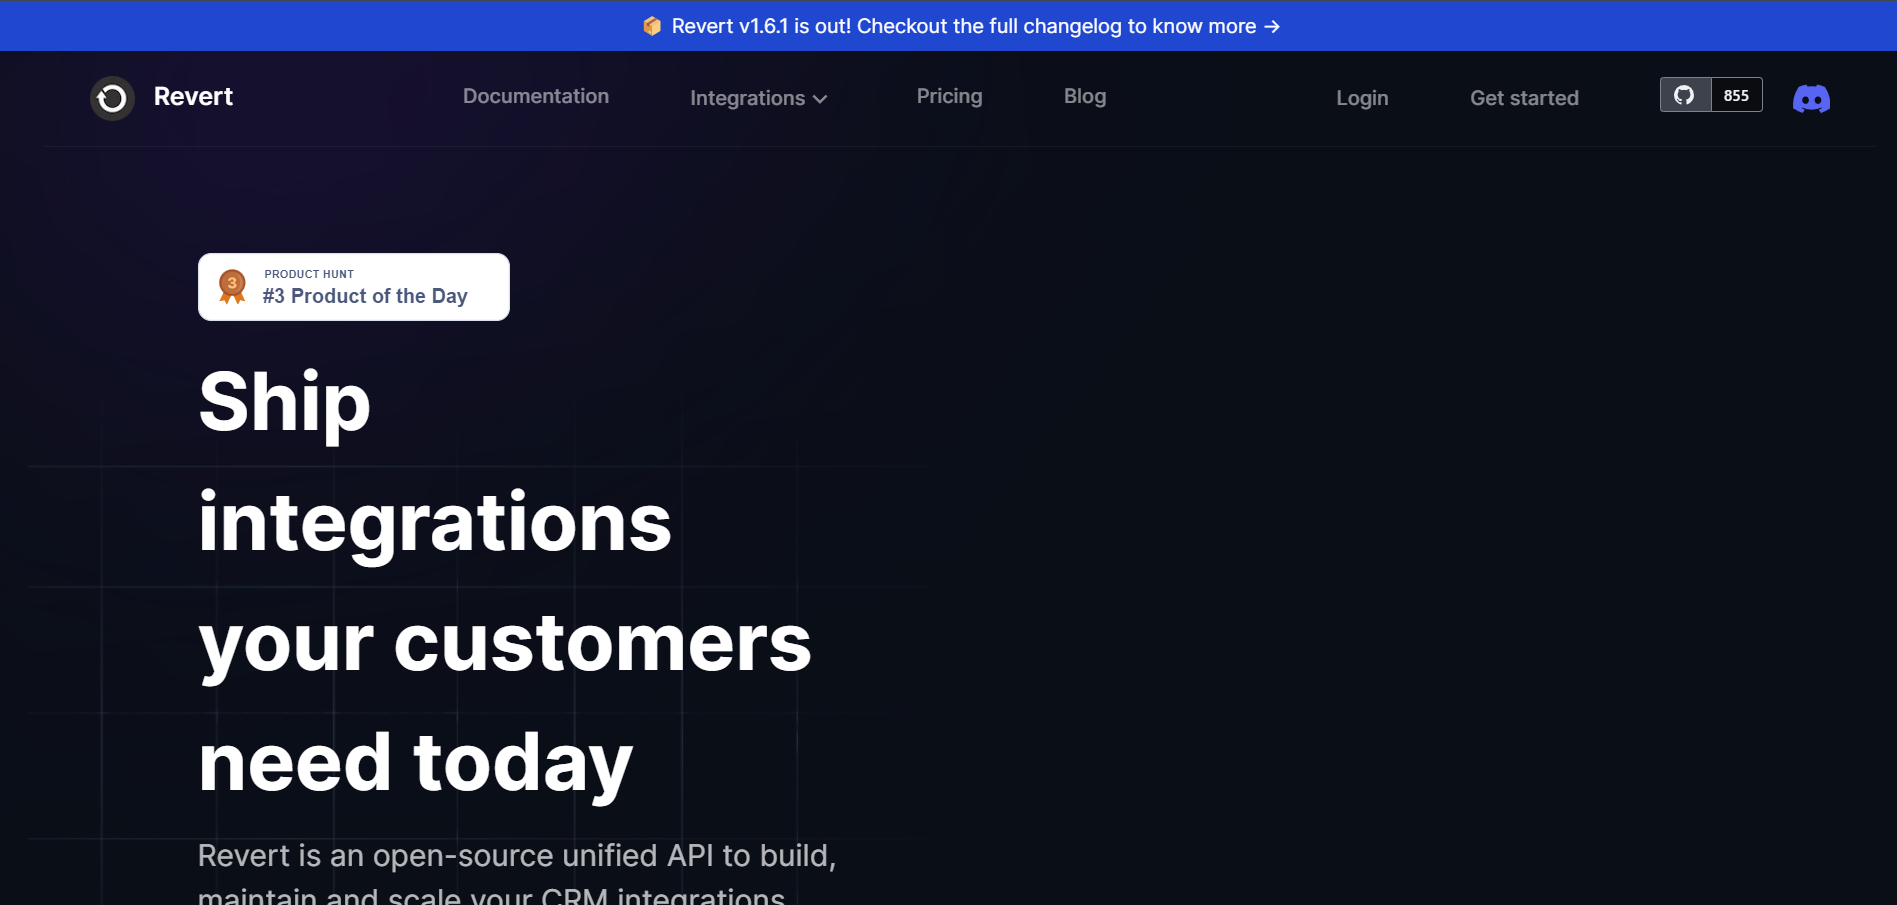 Revert v1.6.1 is out! Checkout the full changelog to know more →
Revert
Documentation
Integrations
Pricing
Blog
Login
Get started
855
3
PRODUCT HUNT
#3 Product of the Day
Ship
integrations
your customers
need today
Revert is an open-source unified API to build,
maintain and scale your CRM integrations